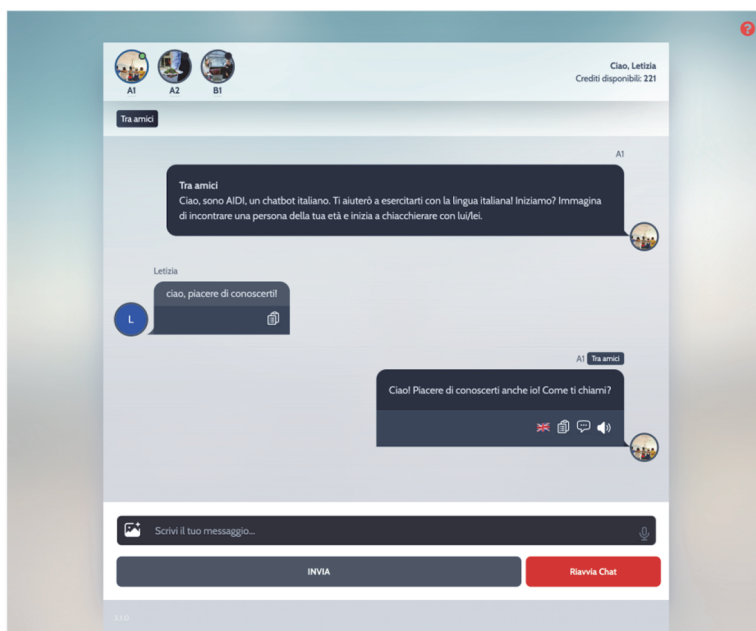 A1 A2 B1
Ciao, Letizia
Crediti disponibili: 221
Tra amici
A1
Tra amici
Ciao, sono AIDI, un chatbot italiano. Ti aiuterò a esercitarti con la lingua italiana! Iniziamo? Immagina
di incontrare una persona della tua età e inizia a chiacchierare con lui/lei.
Letizia
ciao, piacere di conoscerti!
L
A1 Tra amici
Ciao! Piacere di conoscerti anche io! Come ti chiami?
Scrivi il tuo messaggio...
INVIA
Riavvia Chat